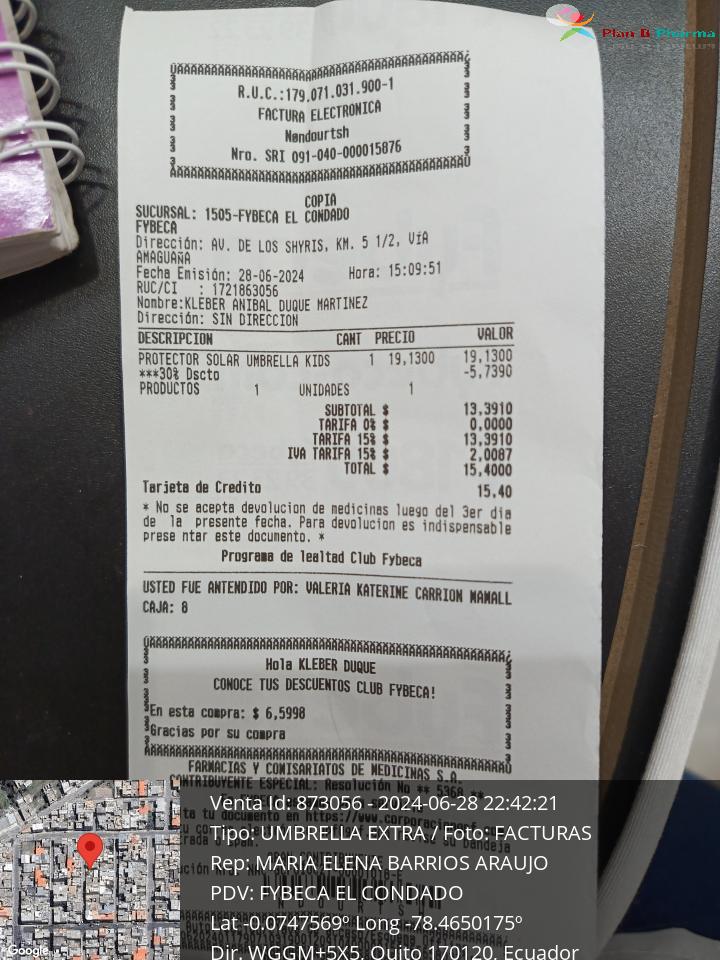 Plan B Pharma
R.U.C.:179.071.031.900-1
FACTURA ELECTRONICA
Nandourtsh
Nro. SRI 091-040-000015876
COPIA
SUCURSAL: 1505-FYBECA EL CONDADO
FYBECA
Dirección: AV. DE LOS SHYRIS, KM. 5 1/2, VíA
AMAGUAÑA
Fecha Emisión: 28-06-2024 Hora: 15:09:51
RUC/CI : 1721863056
Nombre:KLEBER ANIBAL DUQUE MARTINEZ
Dirección: SIN DIRECCION
DESCRIPCION CANT PRECIO VALOR
PROTECTOR SOLAR UMBRELLA KIDS 1 19,1300 19,1300
***30% Dscto -5,7390
PRODUCTOS 1 UNIDADES 1
SUBTOTAL $ 13,3910
TARIFA 0% $ 0,0000
TARIFA 15% $ 13,3910
IVA TARIFA 15% $ 2,0087
TOTAL $ 15,4000
Tarjeta de Credito 15,40
* No se acepta devolucion de medicinas luego del 3er dia
de la presente fecha. Para devolucion es indispensable
prese ntar este documento. *
Programa de lealtad Club Fybeca
USTED FUE ANTENDIDO POR: VALERIA KATERINE CARRION MAMALL
CAJA: 8
Hola KLEBER DUQUE
CONOCE TUS DESCUENTOS CLUB FYBECA!
En esta compra: $ 6,5998
Gracias por su compra
FARMACIAS Y COMISARIATOS DE MEDICINAS S.A.
CONTRIBUYENTE ESPECIAL: Resolución No ** 5368 **
Venta Id: 873056 - 2024-06-28 22:42:21
Tipo: UMBRELLA EXTRA./ Foto: FACTURAS
Rep: MARIA ELENA BARRIOS ARAUJO
PDV: FYBECA EL CONDADO
Lat -0.0747569º Long -78.4650175º
Dir. WGGM+5X5, Quito 170120, Ecuador
Google